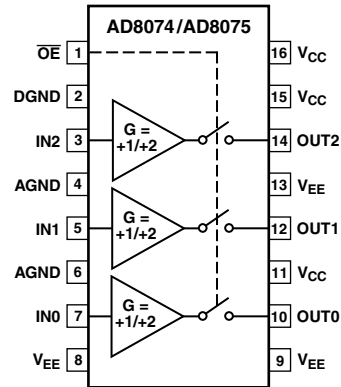 AD8074/AD8075
OE 1 16 VCC
DGND 2 15 VCC
IN2 3 G = +1/+2 14 OUT2
AGND 4 13 VEE
IN1 5 G = +1/+2 12 OUT1
AGND 6 11 VCC
IN0 7 G = +1/+2 10 OUT0
VEE 8 9 VEE